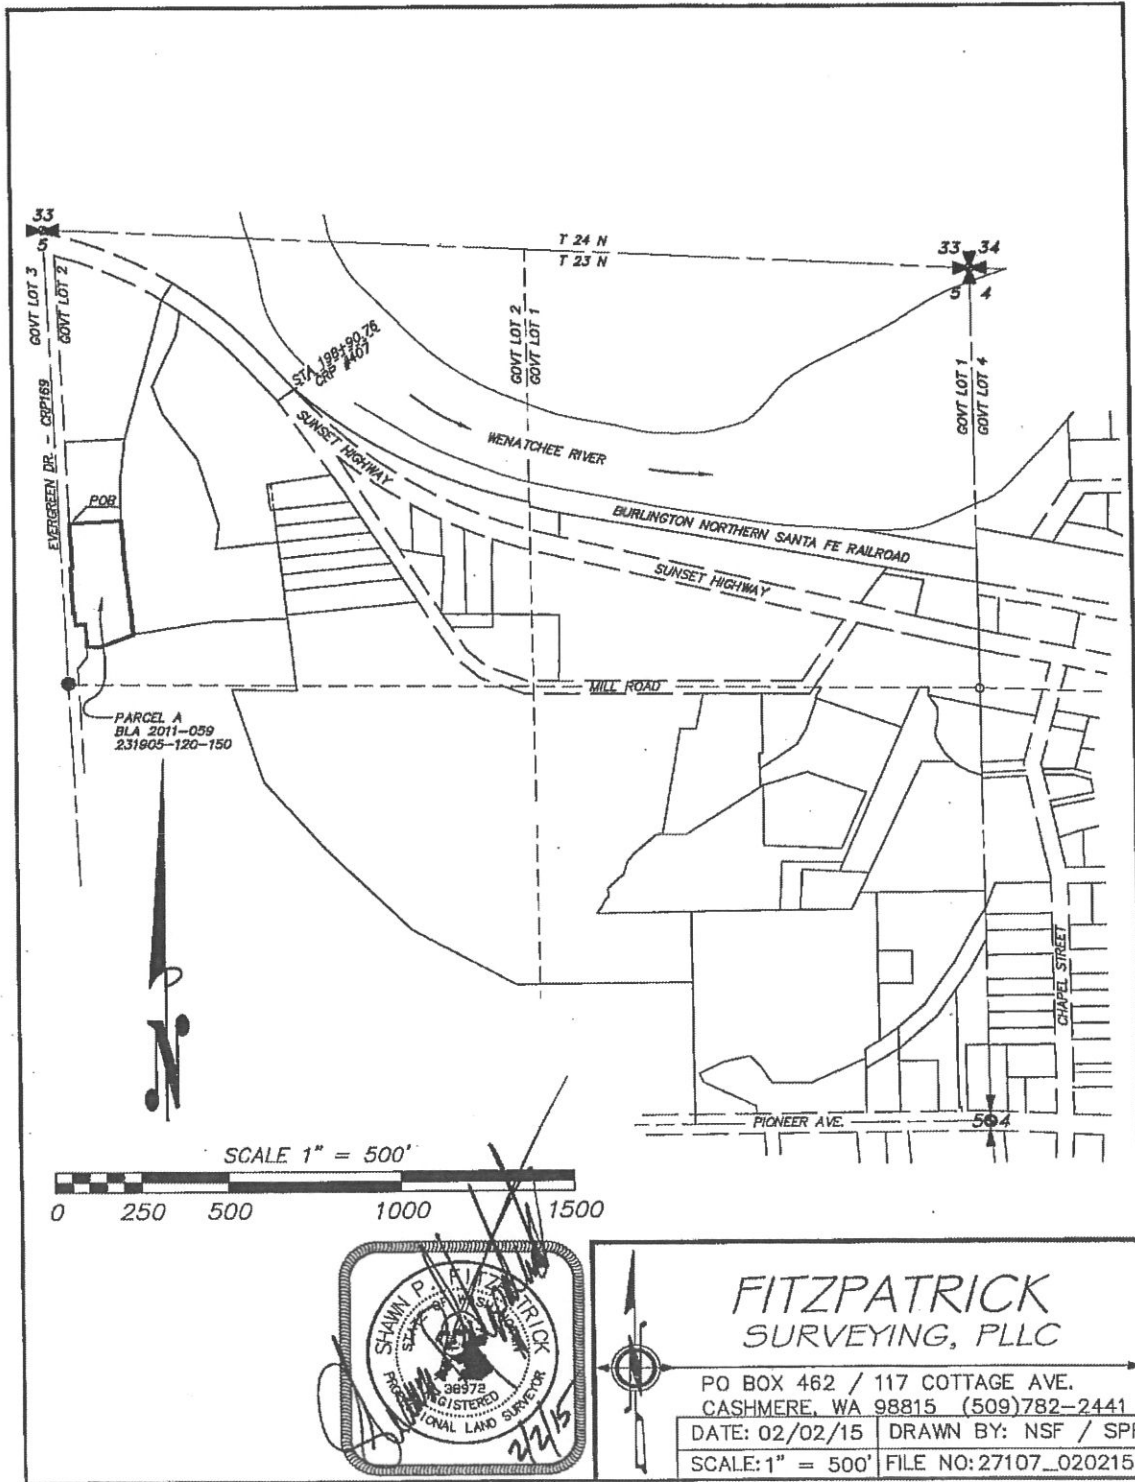 33
5
T 24 N
T 23 N
33 34
5 4
GOVT LOT 3
GOVT LOT 2
GOVT LOT 2
GOVT LOT 1
GOVT LOT 1
GOVT LOT 4
STA 199+90.76
CRP #407
SUNSET HIGHWAY
WENATCHEE RIVER
EVERGREEN DR. - CRP169
POB
BURLINGTON NORTHERN SANTA FE RAILROAD
SUNSET HIGHWAY
MILL ROAD
PARCEL A
BLA 2011-059
231905-120-150
N
CHAPEL STREET
PIONEER AVE.
5 4
SCALE 1" = 500'
0 250 500 1000 1500
SHAWN P. FITZPATRICK
STATE OF WASHINGTON
38972
REGISTERED
PROFESSIONAL LAND SURVEYOR
2/2/15
FITZPATRICK
SURVEYING, PLLC
PO BOX 462 / 117 COTTAGE AVE.
CASHMERE, WA 98815 (509)782-2441
DATE: 02/02/15 DRAWN BY: NSF / SPF
SCALE: 1" = 500' FILE NO: 27107_020215